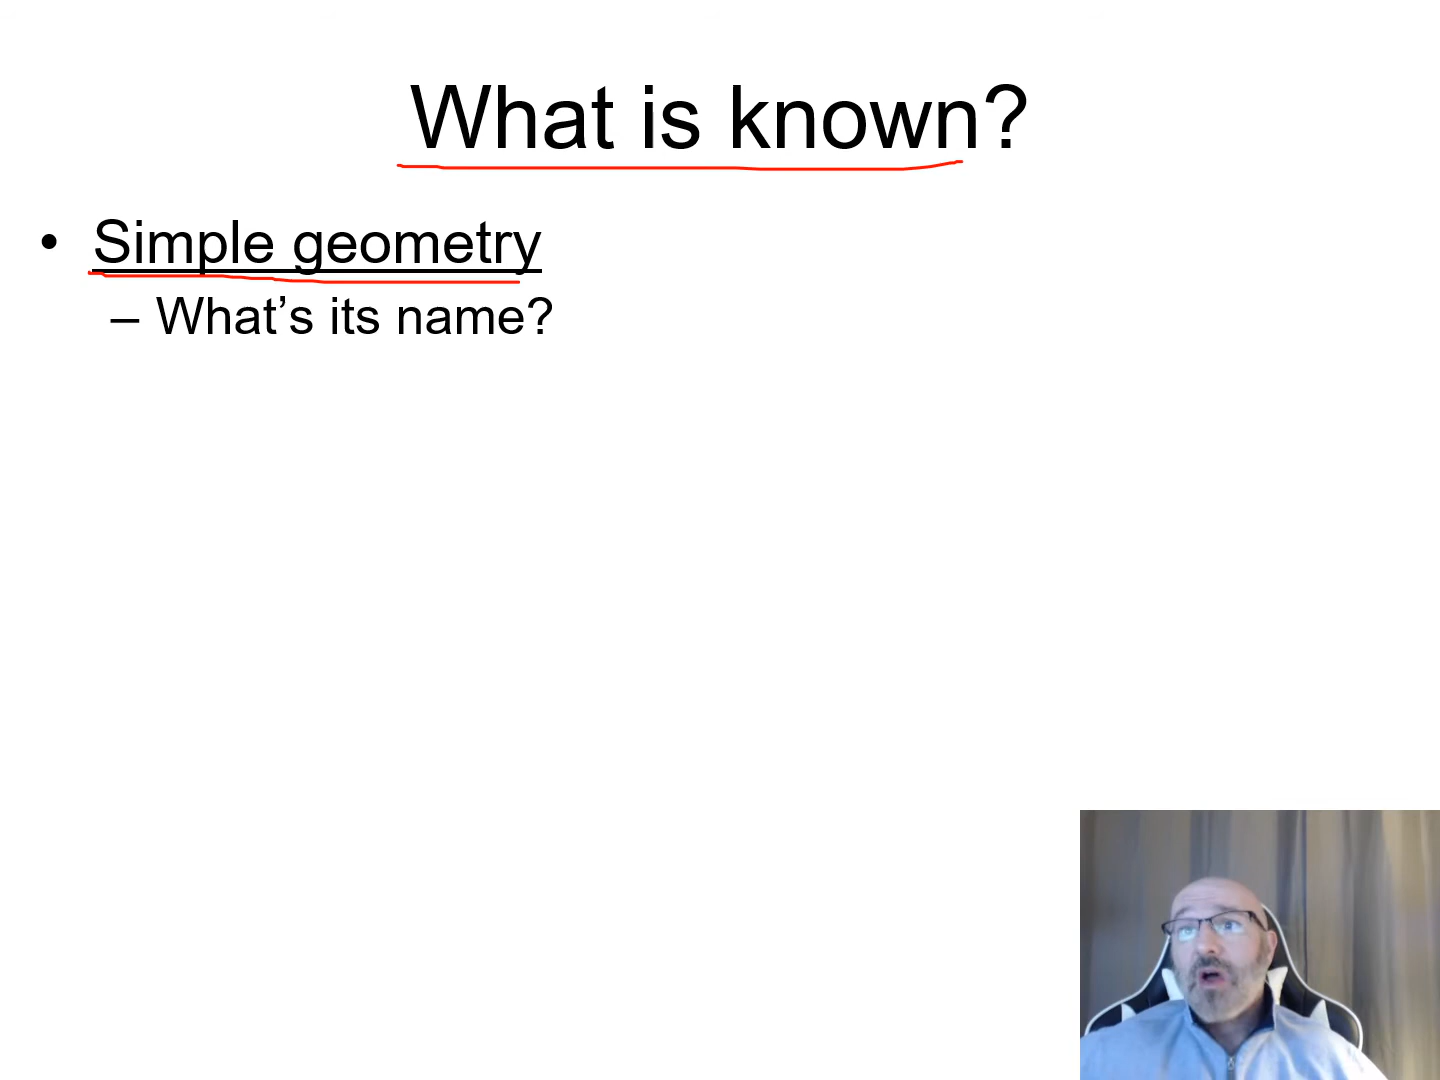 What is known?
• Simple geometry
– What’s its name?